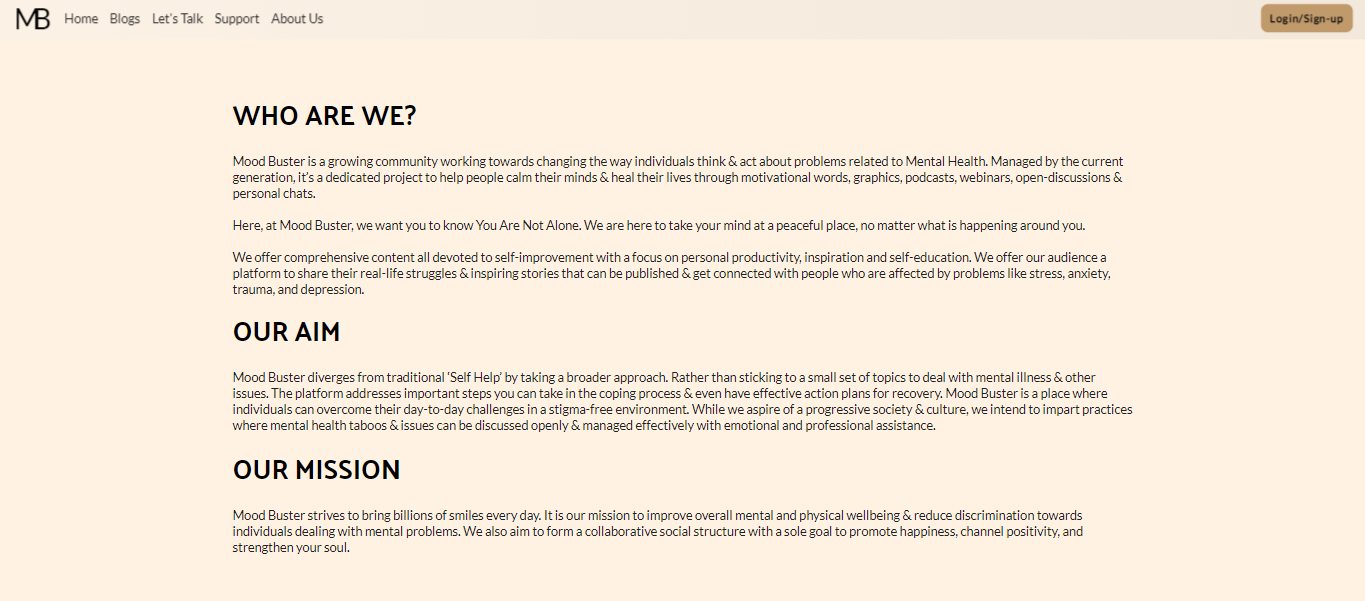 MB Home Blogs Let's Talk Support About Us Login/Sign-up
WHO ARE WE?
Mood Buster is a growing community working towards changing the way individuals think & act about problems related to Mental Health. Managed by the current
generation, it's a dedicated project to help people calm their minds & heal their lives through motivational words, graphics, podcasts, webinars, open-discussions &
personal chats.
Here, at Mood Buster, we want you to know You Are Not Alone. We are here to take your mind at a peaceful place, no matter what is happening around you.
We offer comprehensive content all devoted to self-improvement with a focus on personal productivity, inspiration and self-education. We offer our audience a
platform to share their real-life struggles & inspiring stories that can be published & get connected with people who are affected by problems like stress, anxiety,
trauma, and depression.
OUR AIM
Mood Buster diverges from traditional 'Self Help' by taking a broader approach. Rather than sticking to a small set of topics to deal with mental illness & other
issues. The platform addresses important steps you can take in the coping process & even have effective action plans for recovery. Mood Buster is a place where
individuals can overcome their day-to-day challenges in a stigma-free environment. While we aspire of a progressive society & culture, we intend to impart practices
where mental health taboos & issues can be discussed openly & managed effectively with emotional and professional assistance.
OUR MISSION
Mood Buster strives to bring billions of smiles every day. It is our mission to improve overall mental and physical wellbeing & reduce discrimination towards
individuals dealing with mental problems. We also aim to form a collaborative social structure with a sole goal to promote happiness, channel positivity, and
strengthen your soul.